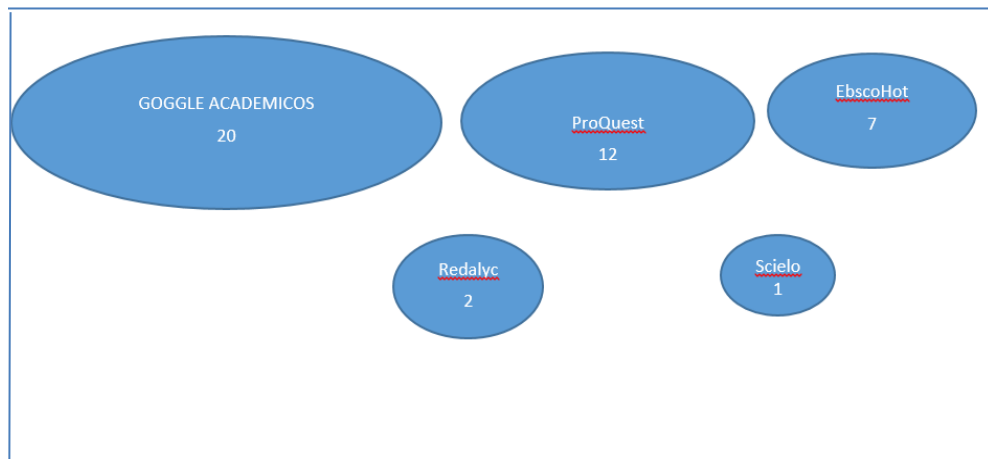 GOGGLE ACADEMICOS
20
ProQuest
12
EbscoHot
7
Redalyc
2
Scielo
1